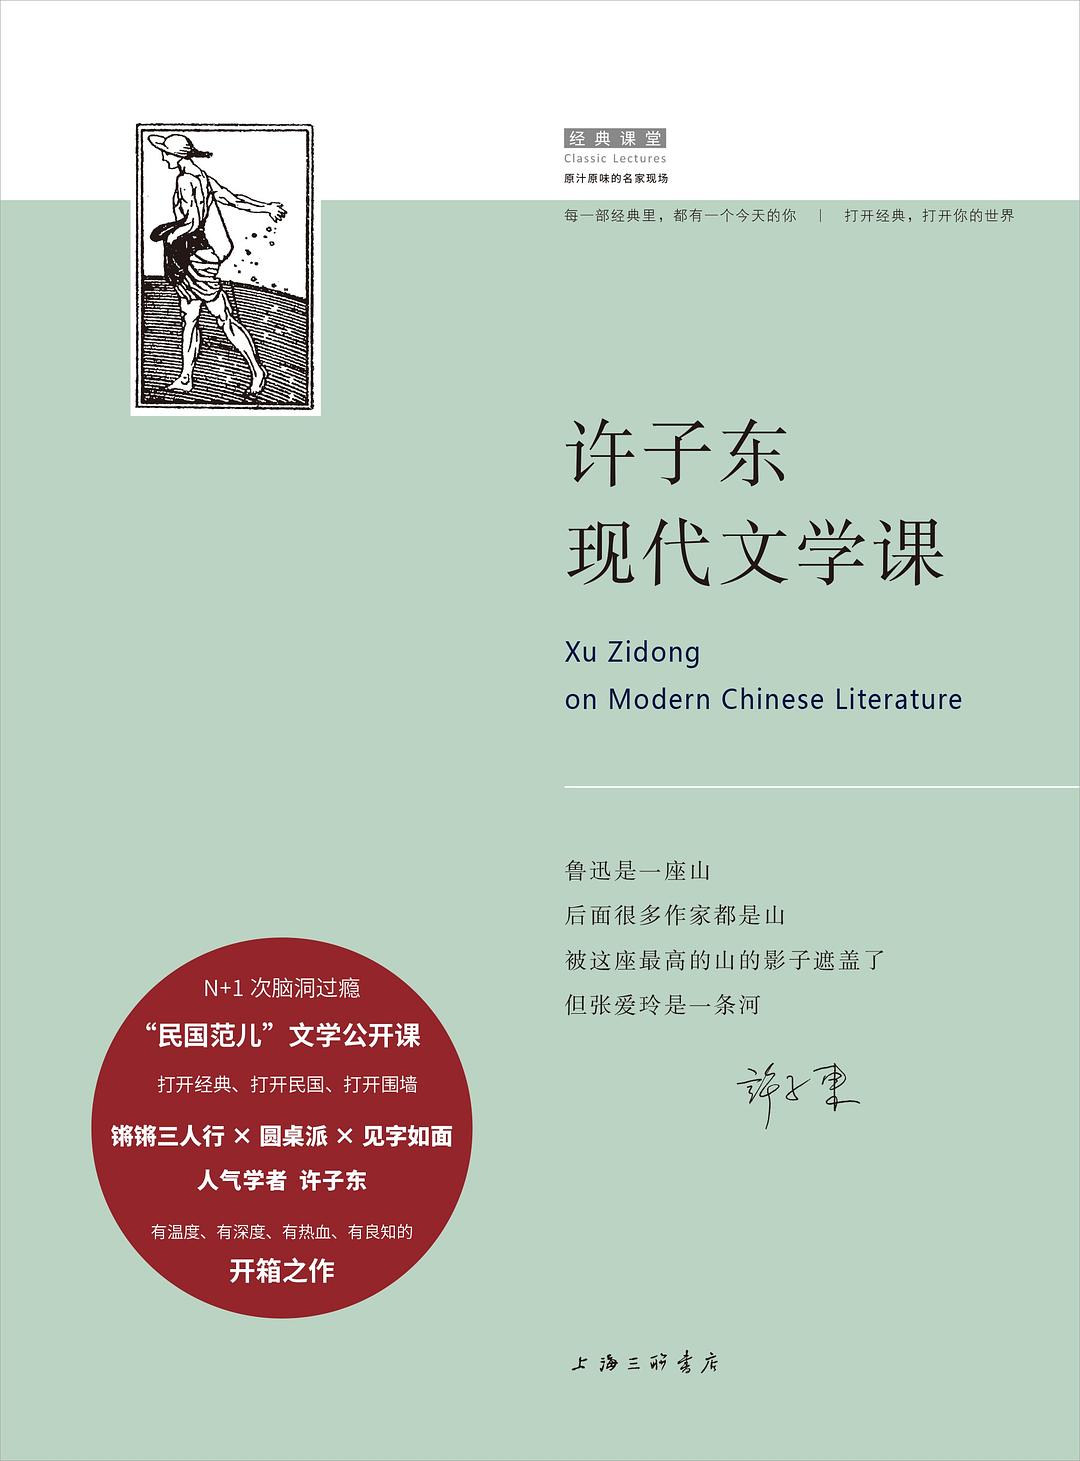 经典课堂
Classic Lectures
原汁原味的名家现场
每一部经典里，都有一个今天的你 | 打开经典，打开你的世界
许子东
现代文学课
Xu Zidong
on Modern Chinese Literature
鲁迅是一座山
后面很多作家都是山
被这座最高的山的影子遮盖了
但张爱玲是一条河
許子東
N+1 次脑洞过瘾
“民国范儿”文学公开课
打开经典、打开民国、打开围墙
锵锵三人行 × 圆桌派 × 见字如面
人气学者 许子东
有温度、有深度、有热血、有良知的
开箱之作
上海三联书店